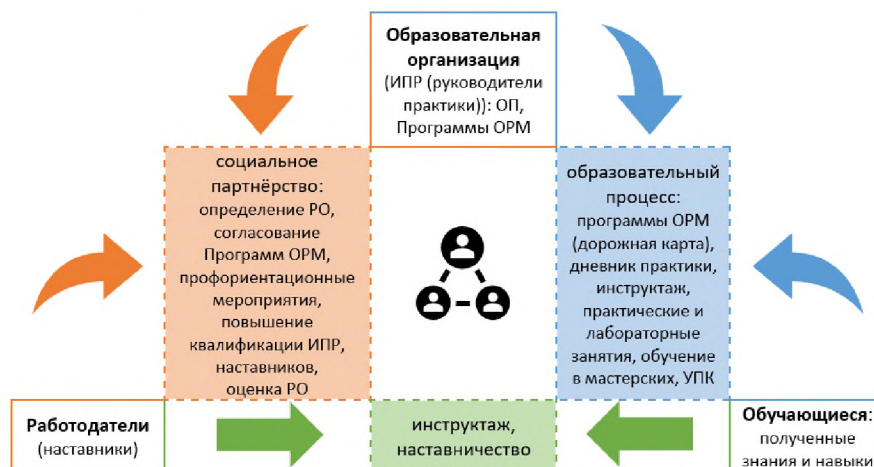 Образовательная
организация
(ИПР (руководители
практики)): ОП,
Программы ОРМ
социальное
партнёрство:
определение РО,
согласование
Программ ОРМ,
профориентационные
мероприятия,
повышение
квалификации ИПР,
наставников,
оценка РО
образовательный
процесс:
программы ОРМ
(дорожная карта),
дневник практики,
инструктаж,
практические и
лабораторные
занятия, обучение
в мастерских, УПК
Работодатели
(наставники)
инструктаж,
наставничество
Обучающиеся:
полученные
знания и навыки